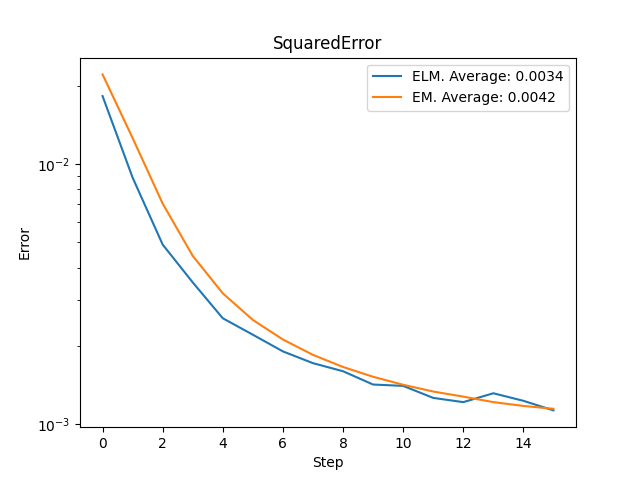 SquaredError
ELM. Average: 0.0034
EM. Average: 0.0042
10⁻²
10⁻³
Error
0 2 4 6 8 10 12 14
Step